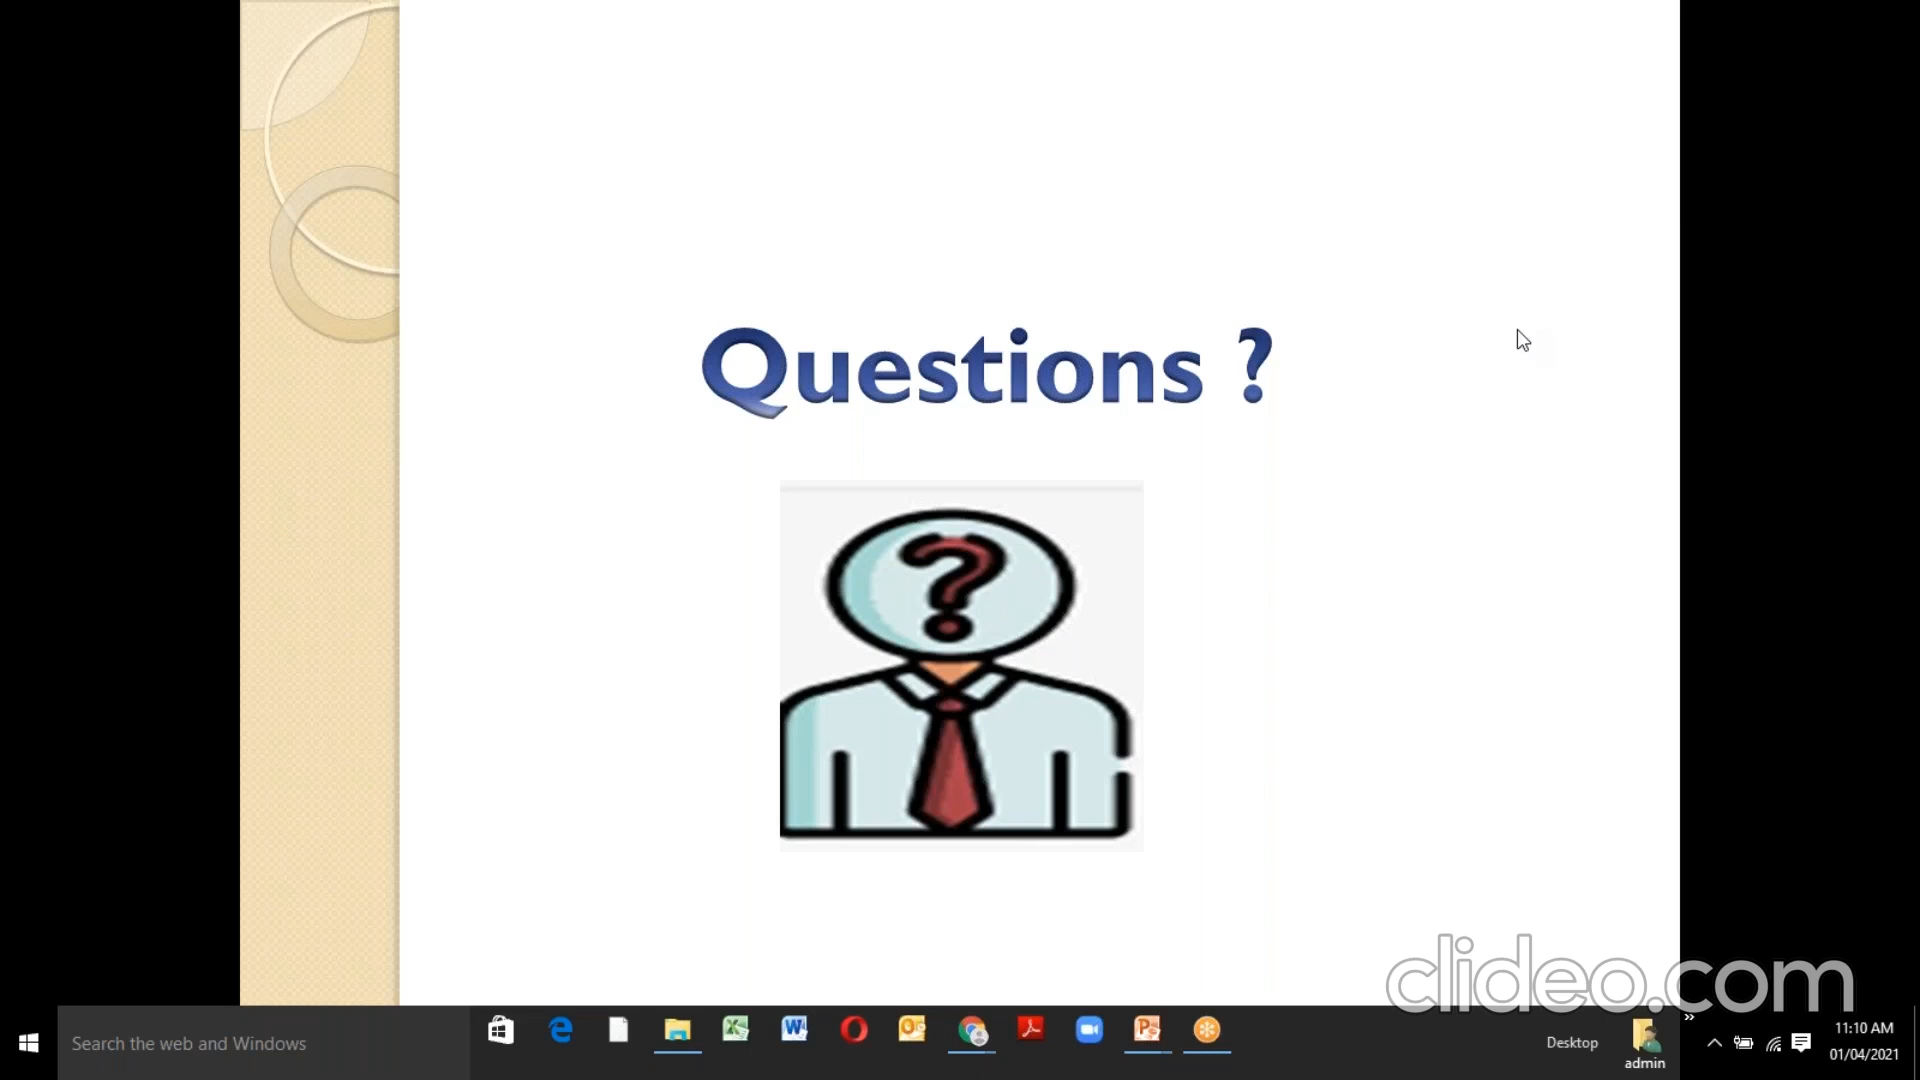 Questions ?
?
clideo.com
Search the web and Windows
Desktop
»
admin
11:10 AM
01/04/2021